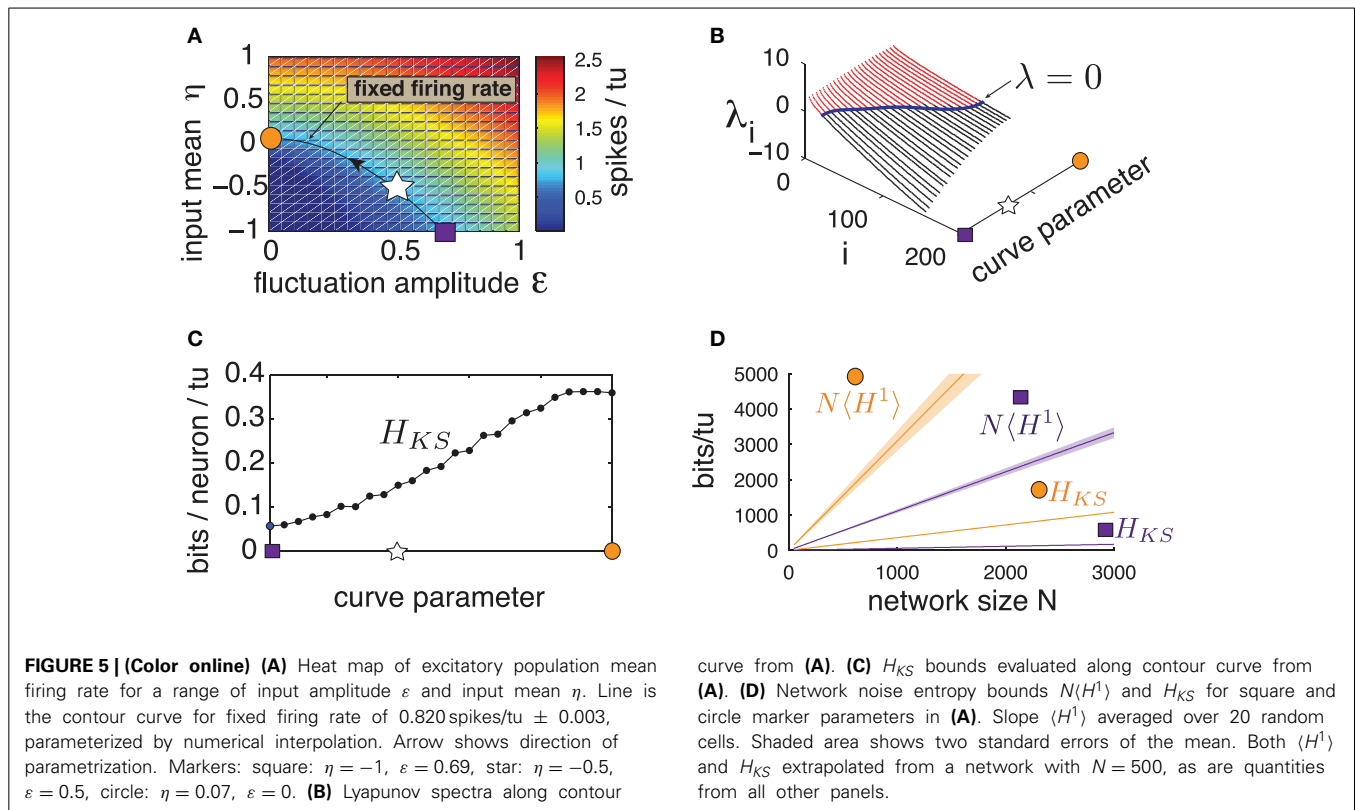 A
1
0.5
0
−0.5
−1
input mean η
fixed firing rate
0
0.5
1
fluctuation amplitude ε
2.5
2
1.5
1
0.5
spikes / tu
B
10
0
−10
λi
λ = 0
0
100
200
i
curve parameter
C
0.4
0.3
0.2
0.1
0
bits / neuron / tu
HKS
curve parameter
D
5000
4000
3000
2000
1000
0
bits/tu
N⟨H¹⟩
N⟨H¹⟩
HKS
HKS
0
1000
2000
3000
network size N
FIGURE 5 | (Color online) (A) Heat map of excitatory population mean
firing rate for a range of input amplitude ε and input mean η. Line is
the contour curve for fixed firing rate of 0.820 spikes/tu ± 0.003,
parameterized by numerical interpolation. Arrow shows direction of
parametrization. Markers: square: η = −1, ε = 0.69, star: η = −0.5,
ε = 0.5, circle: η = 0.07, ε = 0. (B) Lyapunov spectra along contour
curve from (A). (C) HKS bounds evaluated along contour curve from
(A). (D) Network noise entropy bounds N⟨H¹⟩ and HKS for square and
circle marker parameters in (A). Slope ⟨H¹⟩ averaged over 20 random
cells. Shaded area shows two standard errors of the mean. Both ⟨H¹⟩
and HKS extrapolated from a network with N = 500, as are quantities
from all other panels.